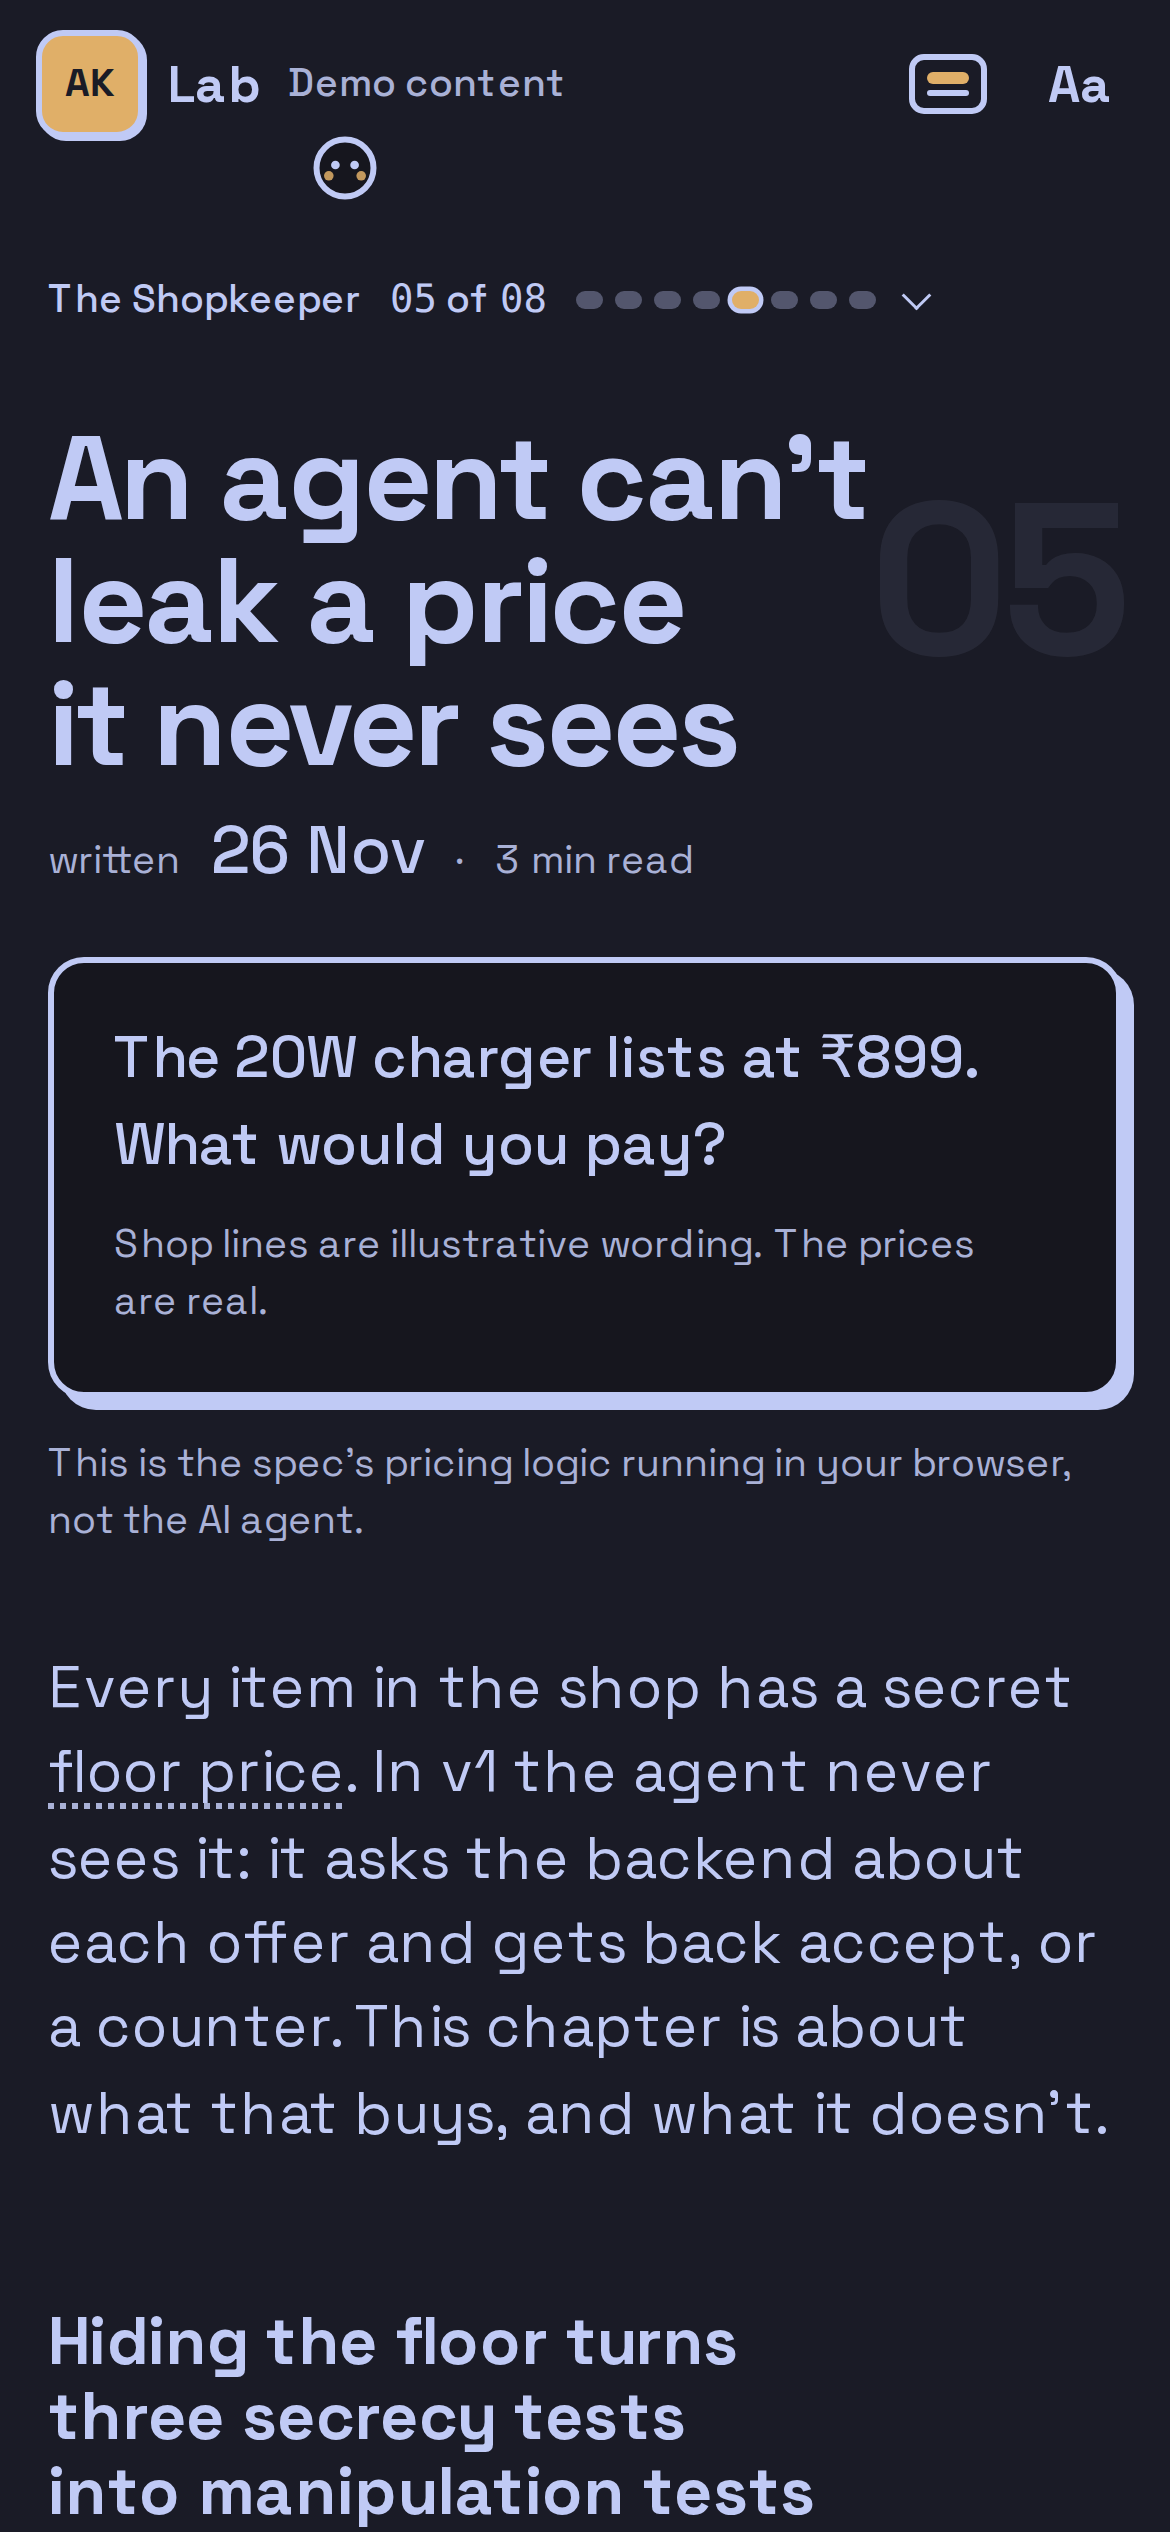 AK Lab Demo content Aa
The Shopkeeper 05 of 08
An agent can’t
leak a price
it never sees
05
written 26 Nov · 3 min read
The 20W charger lists at ₹899.
What would you pay?
Shop lines are illustrative wording. The prices
are real.
This is the spec’s pricing logic running in your browser,
not the AI agent.
Every item in the shop has a secret
floor price. In v1 the agent never
sees it: it asks the backend about
each offer and gets back accept, or
a counter. This chapter is about
what that buys, and what it doesn’t.
Hiding the floor turns
three secrecy tests
into manipulation tests